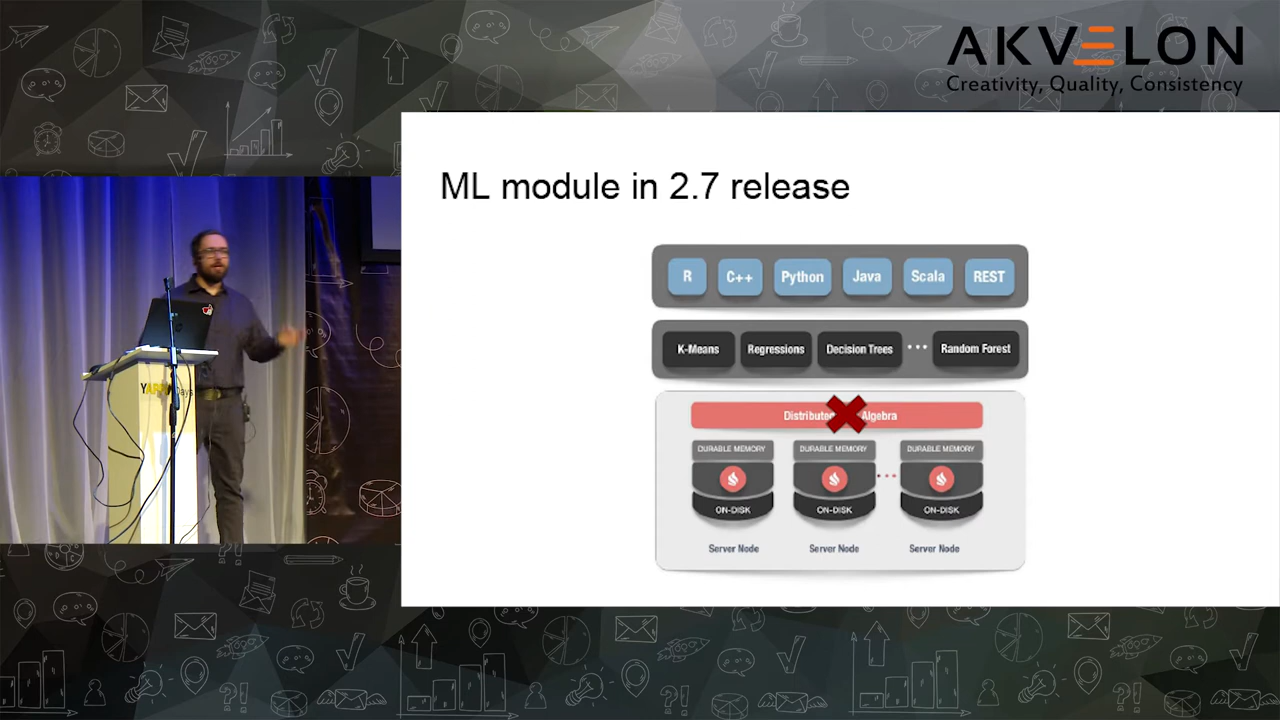 AKVELON
Creativity, Quality, Consistency
ML module in 2.7 release
R C++ Python Java Scala REST
K-Means Regressions Decision Trees ••• Random Forest
Algebra
DURABLE MEMORY DURABLE MEMORY DURABLE MEMORY
ON-DISK ON-DISK ON-DISK
Server Node Server Node Server Node